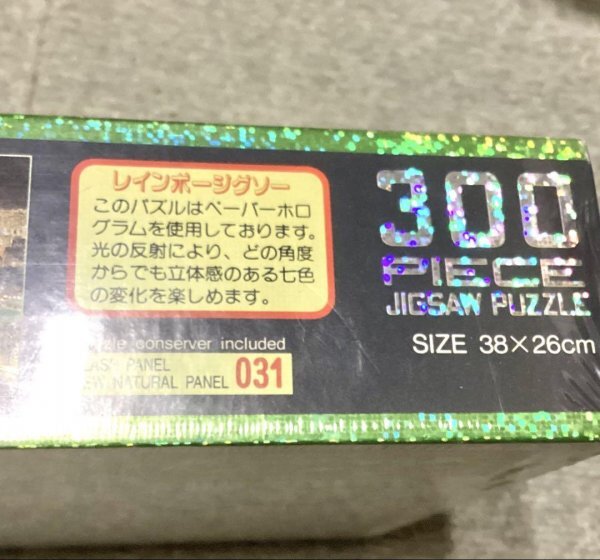 レインボージグソー
このパズルはペーパーホロ
グラムを使用しております。
光の反射により、どの角度
からでも立体感のある七色
の変化を楽しめます。
conserver included
PANEL
NATURAL PANEL 031
300
PIECE
JIGSAW PUZZLE
SIZE 38×26cm